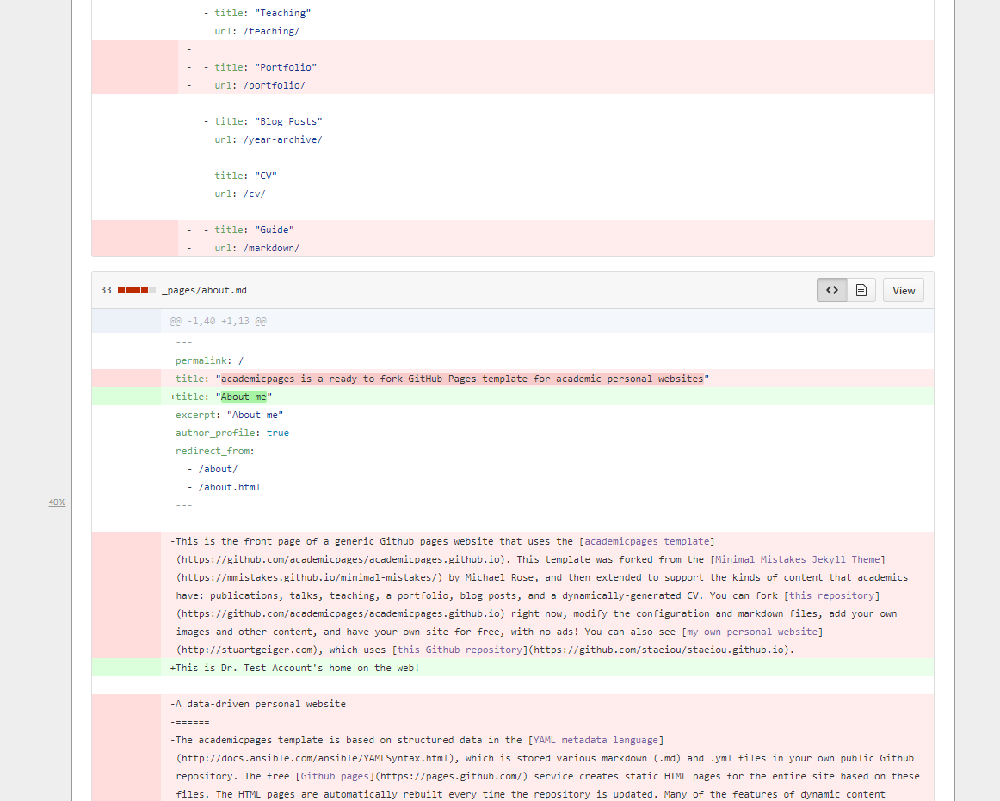 - title: "Teaching"
url: /teaching/
-
- - title: "Portfolio"
- url: /portfolio/
- title: "Blog Posts"
url: /year-archive/
- title: "CV"
url: /cv/
- - title: "Guide"
- url: /markdown/
33 _pages/about.md <> View
@@ -1,40 +1,13 @@
---
permalink: /
-title: "academicpages is a ready-to-fork GitHub Pages template for academic personal websites"
+title: "About me"
excerpt: "About me"
author_profile: true
redirect_from:
- /about/
- /about.html
40%
---
-This is the front page of a generic Github pages website that uses the [academicpages template]
(https://github.com/academicpages/academicpages.github.io). This template was forked from the [Minimal Mistakes Jekyll Theme]
(https://mmistakes.github.io/minimal-mistakes/) by Michael Rose, and then extended to support the kinds of content that academics
have: publications, talks, teaching, a portfolio, blog posts, and a dynamically-generated CV. You can fork [this repository]
(https://github.com/academicpages/academicpages.github.io) right now, modify the configuration and markdown files, add your own
images and other content, and have your own site for free, with no ads! You can also see [my own personal website]
(http://stuartgeiger.com), which uses [this Github repository](https://github.com/staeiou/staeiou.github.io).
+This is Dr. Test Account's home on the web!
-A data-driven personal website
-======
-The academicpages template is based on structured data in the [YAML metadata language]
(http://docs.ansible.com/ansible/YAMLSyntax.html), which is stored various markdown (.md) and .yml files in your own public Github
repository. The free [Github pages](https://pages.github.com/) service creates static HTML pages for the entire site based on these
files. The HTML pages are automatically rebuilt every time the repository is updated. Many of the features of dynamic content